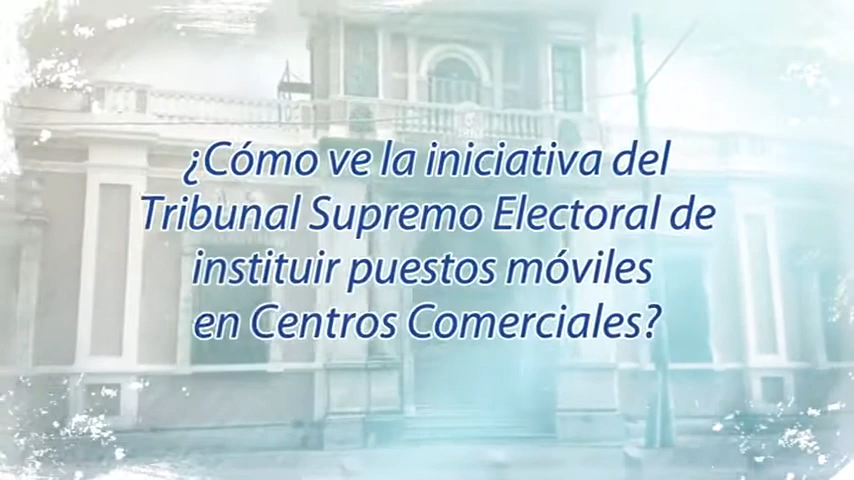 ¿Cómo ve la iniciativa del
Tribunal Supremo Electoral de
instituir puestos móviles
en Centros Comerciales?